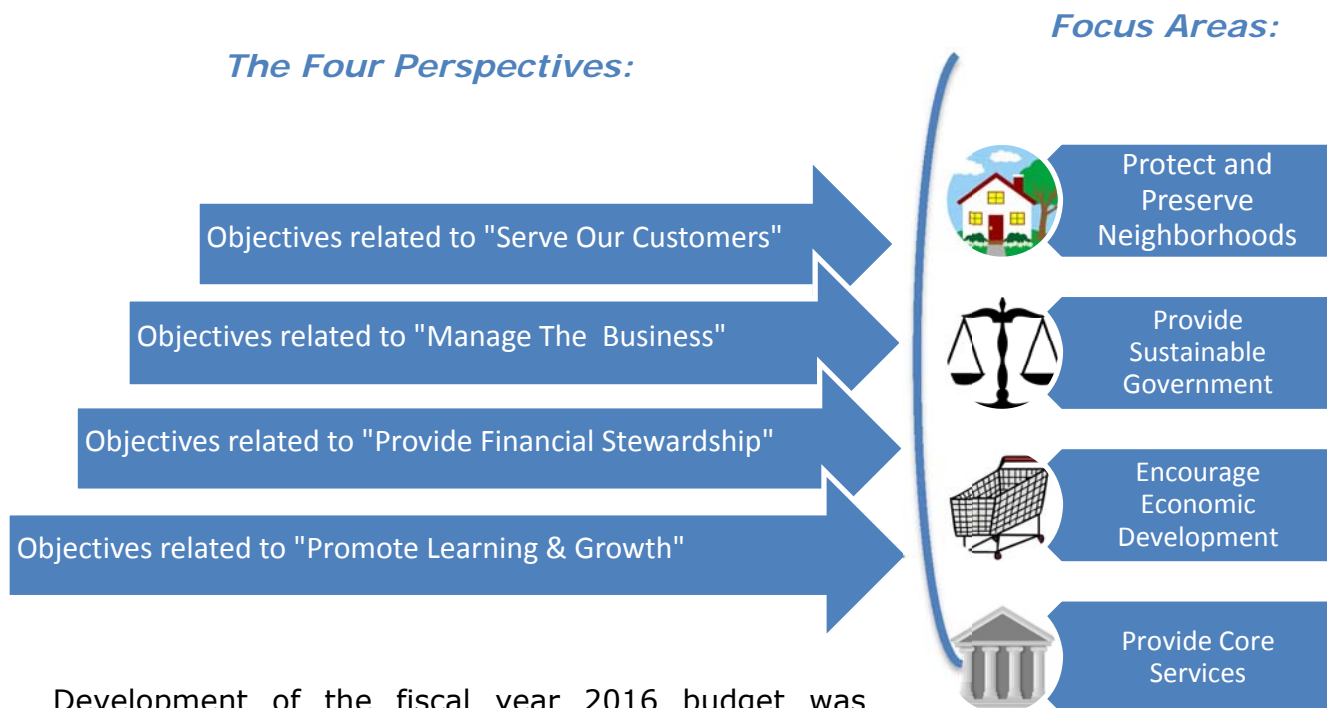 Focus Areas:
The Four Perspectives:
Objectives related to "Serve Our Customers"
Objectives related to "Manage The  Business"
Objectives related to "Provide Financial Stewardship"
Objectives related to "Promote Learning & Growth"
Protect and
Preserve
Neighborhoods
Provide
Sustainable
Government
Encourage
Economic
Development
Provide Core
Services
Development of the fiscal year 2016 budget was